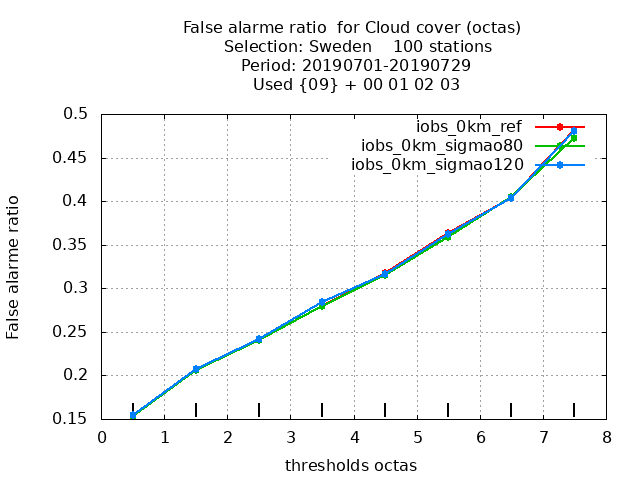 False alarme ratio  for Cloud cover (octas)
Selection: Sweden    100 stations
Period: 20190701-20190729
Used {09} + 00 01 02 03
iobs_0km_ref
iobs_0km_sigmao80
iobs_0km_sigmao120
False alarme ratio
0.5
0.45
0.4
0.35
0.3
0.25
0.2
0.15
0 1 2 3 4 5 6 7 8
thresholds octas